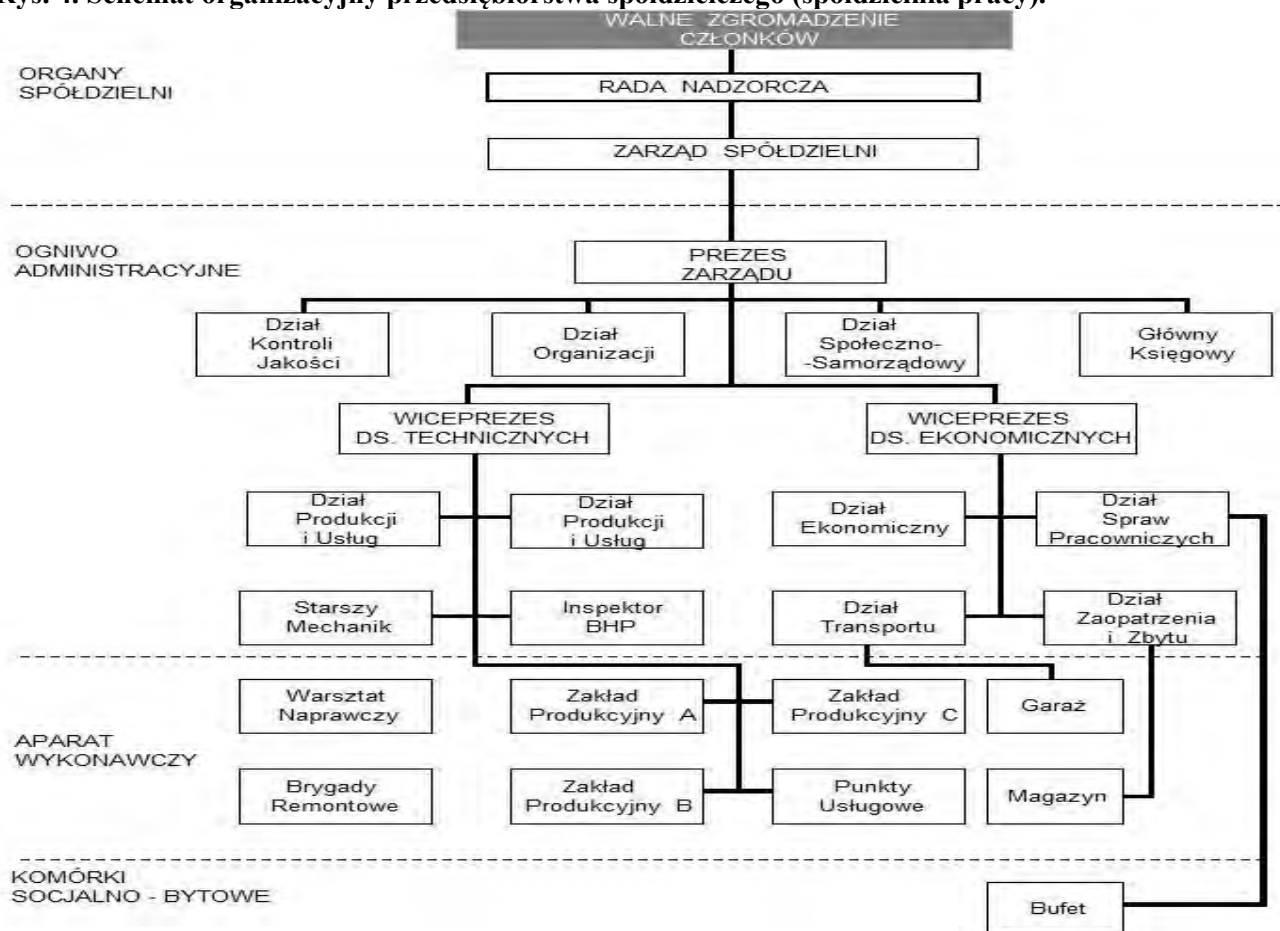 Rys. 4. Schemat organizacyjny przedsiębiorstwa spółdzielczego (spółdzielnia pracy).
WALNE ZGROMADZENIE
CZŁONKÓW
ORGANY
SPÓŁDZIELNI
RADA NADZORCZA
ZARZĄD SPÓŁDZIELNI
OGNIWO
ADMINISTRACYJNE
PREZES
ZARZĄDU
Dział
Kontroli
Jakości
Dział
Organizacji
Dział
Społeczno-
-Samorządowy
Główny
Księgowy
WICEPREZES
DS. TECHNICZNYCH
WICEPREZES
DS. EKONOMICZNYCH
Dział
Produkcji
i Usług
Dział
Produkcji
i Usług
Dział
Ekonomiczny
Dział
Spraw
Pracowniczych
Starszy
Mechanik
Inspektor
BHP
Dział
Transportu
Dział
Zaopatrzenia
i Zbytu
APARAT
WYKONAWCZY
Warsztat
Naprawczy
Zakład
Produkcyjny A
Zakład
Produkcyjny C
Garaż
Brygady
Remontowe
Zakład
Produkcyjny B
Punkty
Usługowe
Magazyn
KOMÓRKI
SOCJALNO - BYTOWE
Bufet